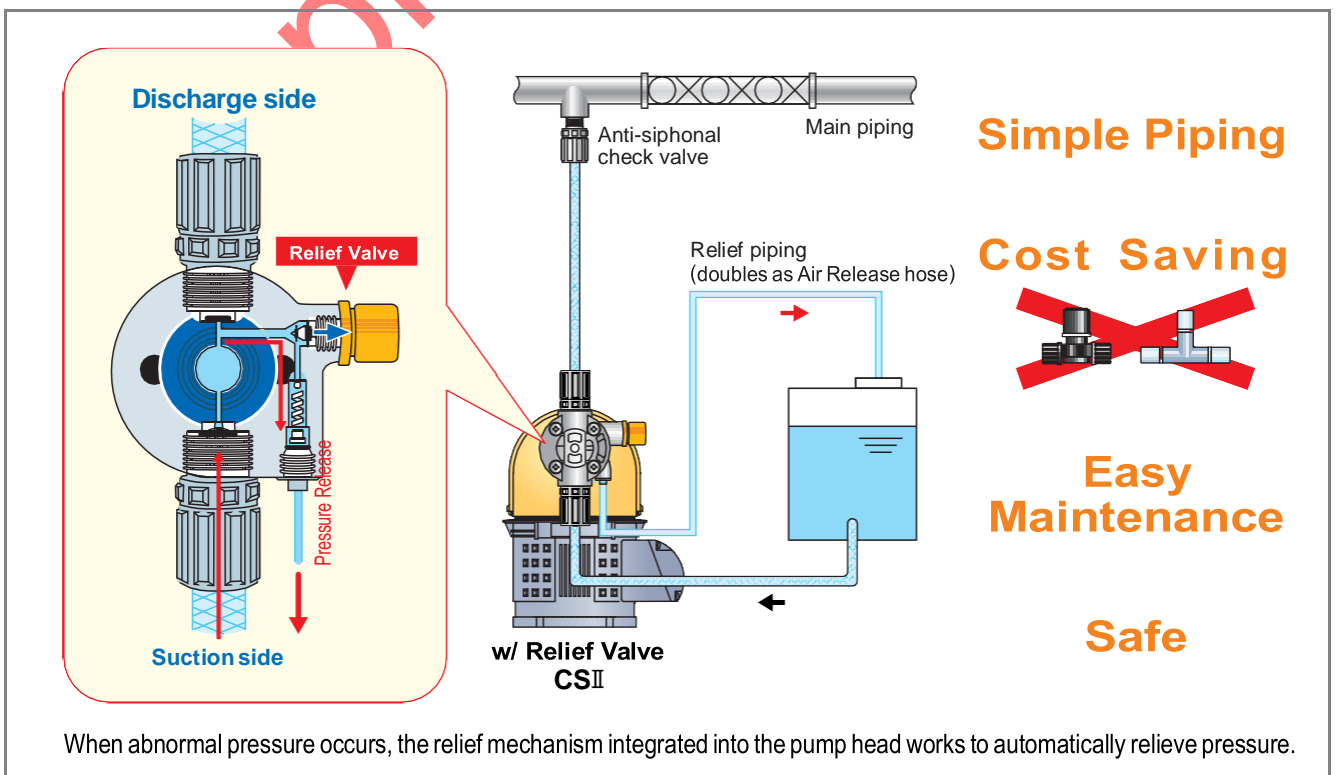 Discharge side
Relief Valve
Pressure Release
Suction side
Anti-siphonal
check valve
Main piping
Relief piping
(doubles as Air Release hose)
w/ Relief Valve
CSⅡ
Simple Piping
Cost Saving
Easy
Maintenance
Safe
When abnormal pressure occurs, the relief mechanism integrated into the pump head works to automatically relieve pressure.